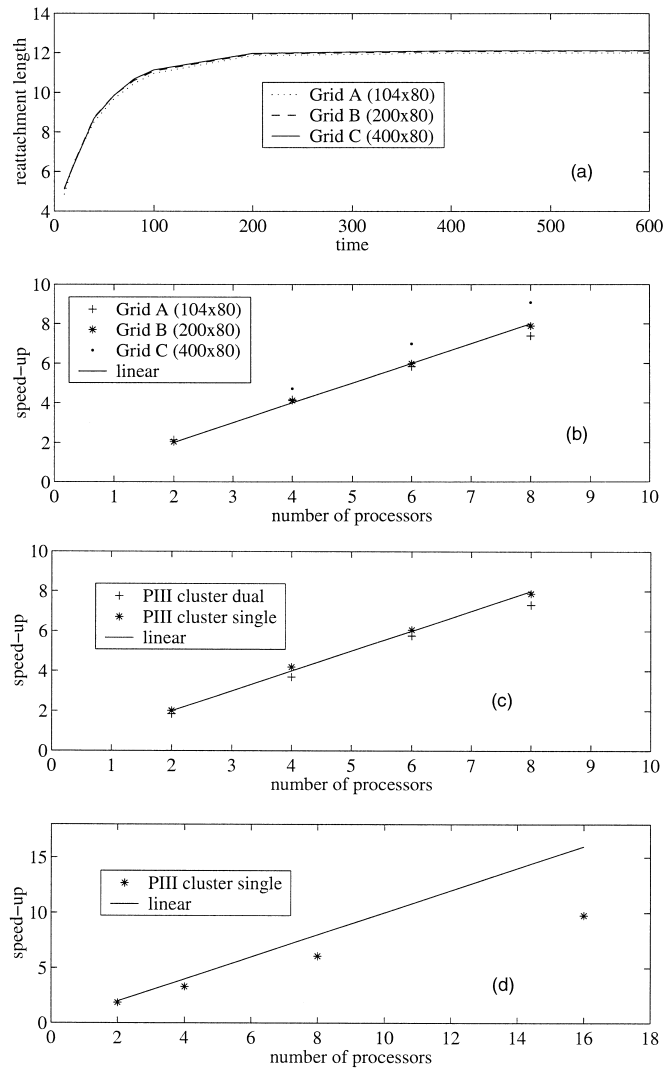 14
12
10
8
6
4
reattachment length
Grid A (104x80)
Grid B (200x80)
Grid C (400x80)
(a)
0 100 200 300 400 500 600
time
10
8
6
4
2
0
speed−up
Grid A (104x80)
Grid B (200x80)
Grid C (400x80)
linear
(b)
0 1 2 3 4 5 6 7 8 9 10
number of processors
10
8
6
4
2
0
speed−up
PIII cluster dual
PIII cluster single
linear
(c)
0 1 2 3 4 5 6 7 8 9 10
number of processors
15
10
5
0
speed−up
PIII cluster single
linear
(d)
0 2 4 6 8 10 12 14 16 18
number of processors